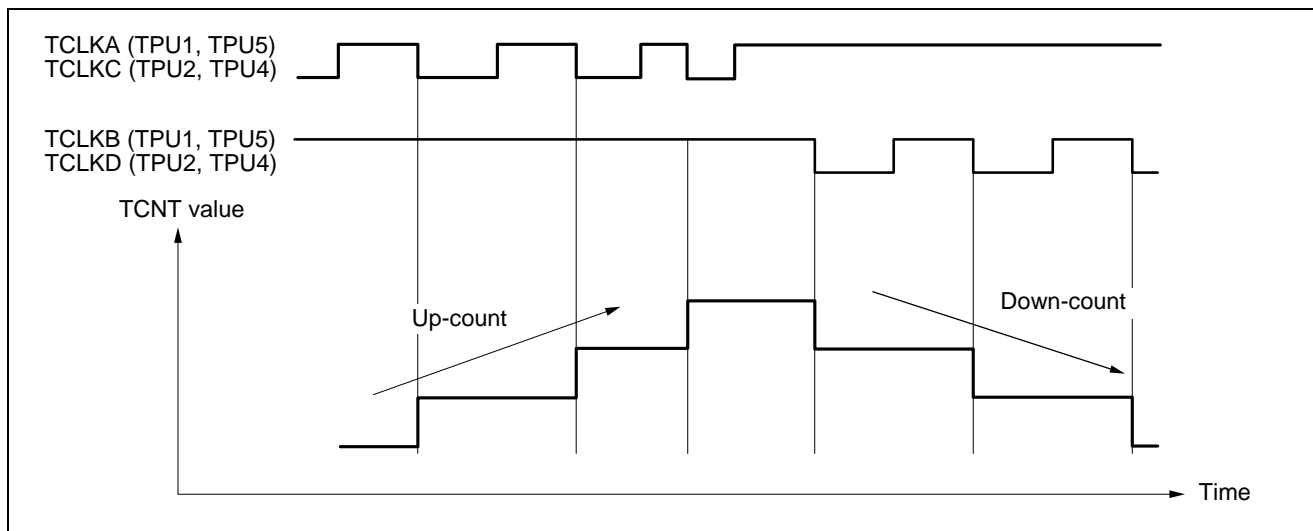 TCLKA (TPU1, TPU5)
TCLKC (TPU2, TPU4)
TCLKB (TPU1, TPU5)
TCLKD (TPU2, TPU4)
TCNT value
Up-count
Down-count
Time